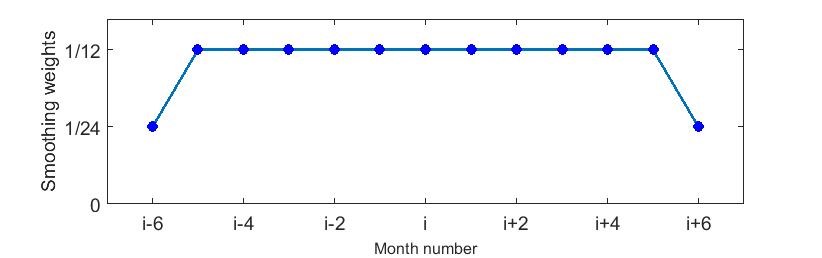 Smoothing weights
1/12
1/24
0
i-6 i-4 i-2 i i+2 i+4 i+6
Month number